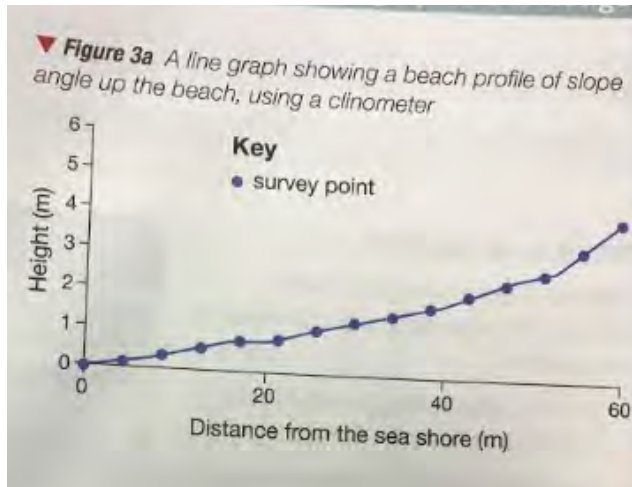 ▼ Figure 3a A line graph showing a beach profile of slope
angle up the beach, using a clinometer
Key
survey point
Height (m)
6
5
4
3
2
1
0
0
20
40
60
Distance from the sea shore (m)